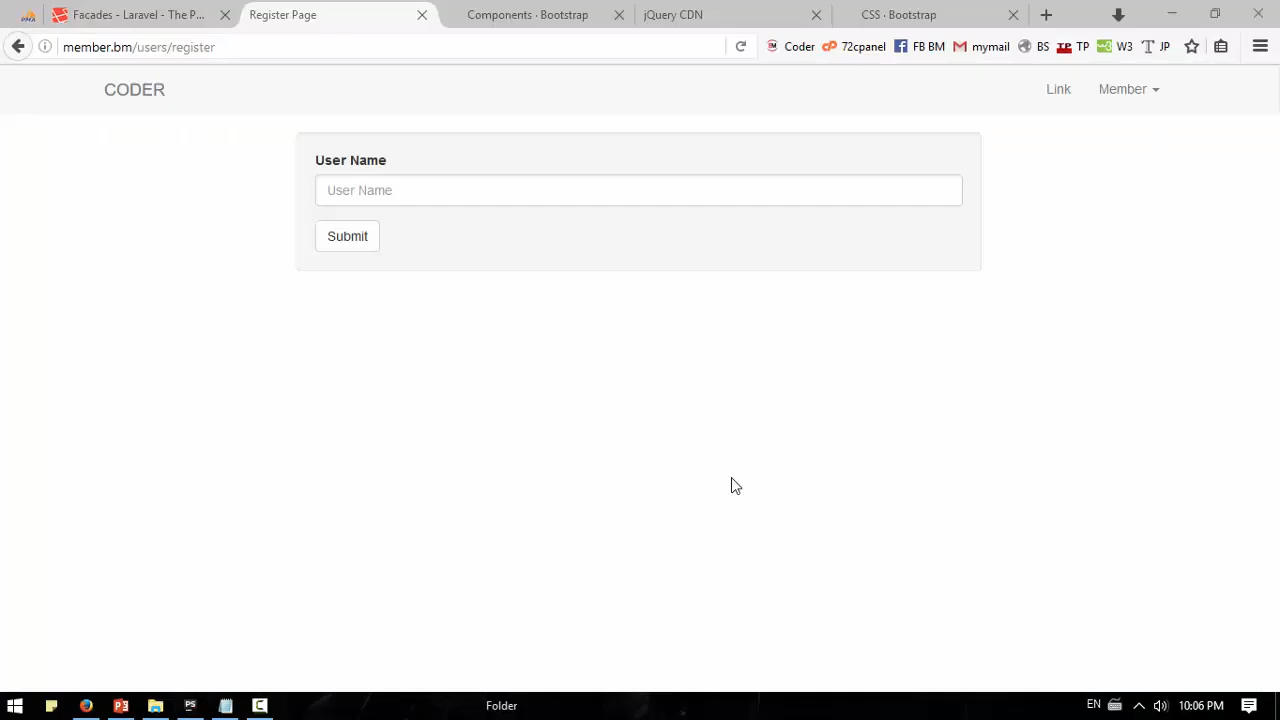 Facades - Laravel - The P...
Register Page
Components · Bootstrap
jQuery CDN
CSS · Bootstrap
member.bm/users/register
Coder
72cpanel
FB BM
mymail
BS
TP
W3
JP
CODER
Link
Member
User Name
User Name
Submit
Folder
EN
10:06 PM